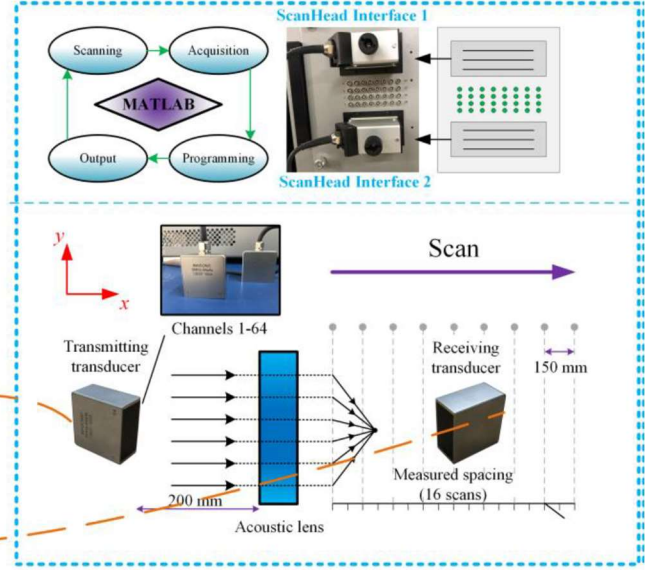 ScanHead Interface 1
Scanning
Acquisition
MATLAB
Output
Programming
ScanHead Interface 2
y
x
Scan
Channels 1-64
Transmitting
transducer
Receiving
transducer
150 mm
Measured spacing
(16 scans)
200 mm
Acoustic lens